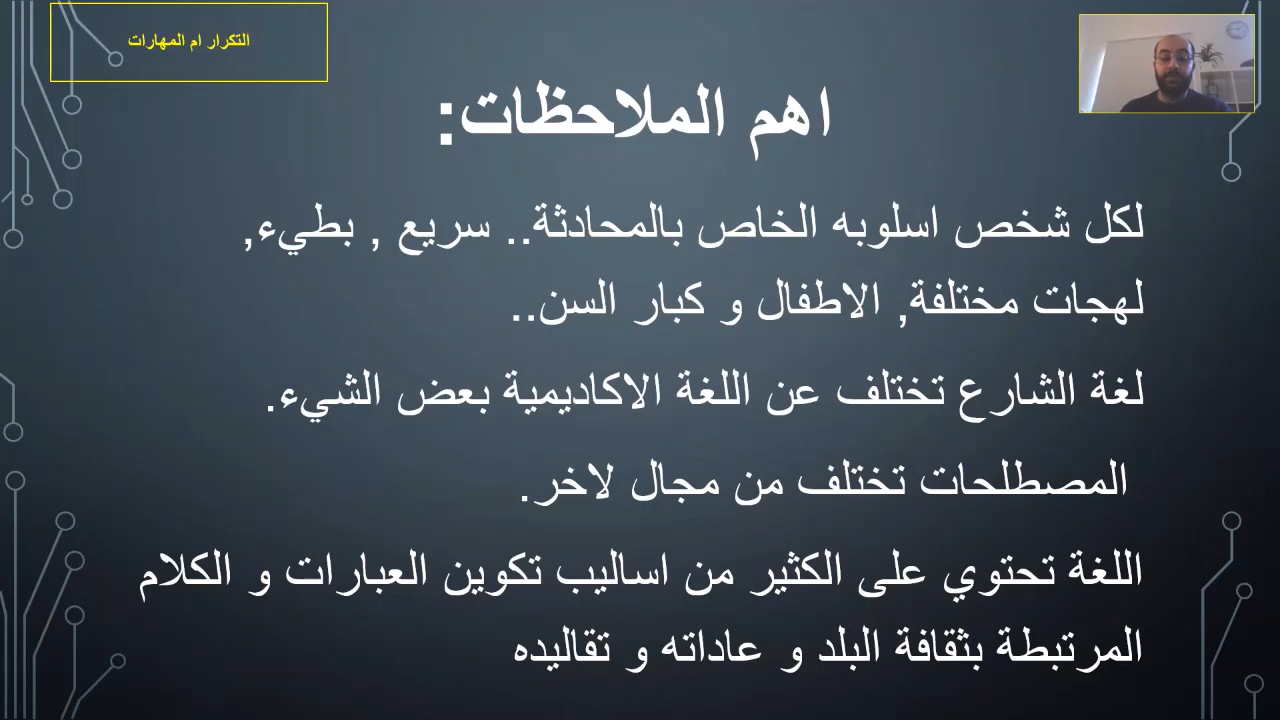 التكرار ام المهارات
اهم الملاحظات:
لكل شخص اسلوبه الخاص بالمحادثة.. سريع , بطيء,
لهجات مختلفة, الاطفال و كبار السن..
لغة الشارع تختلف عن اللغة الاكاديمية بعض الشيء.
المصطلحات تختلف من مجال لاخر.
اللغة تحتوي على الكثير من اساليب تكوين العبارات و الكلام
المرتبطة بثقافة البلد و عاداته و تقاليده